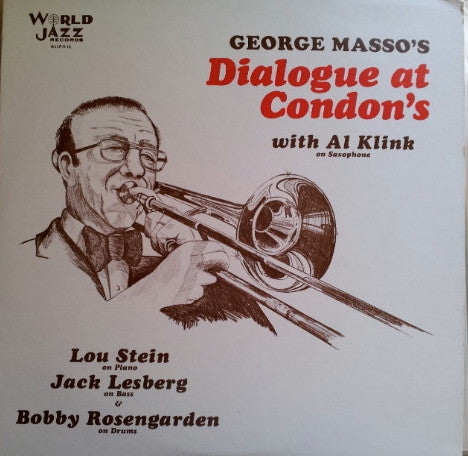 WORLD
JAZZ
RECORDS
GEORGE MASSO'S
Dialogue at
Condon's
with Al Klink
on Saxophone
Lou Stein
on Piano
Jack Lesberg
on Bass
&
Bobby Rosengarden
on Drums